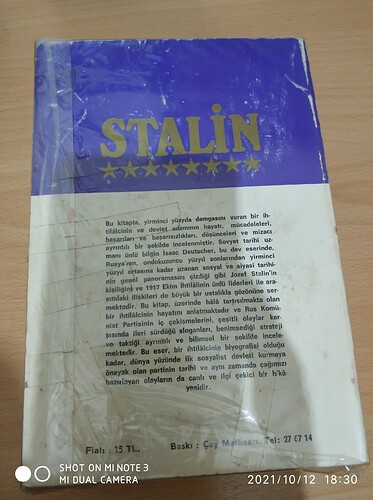 STALİN
Bu kitapta, yirminci yüzyıla damgasını vuran bir ih-
tilâlcinin ve devlet adamının hayatı, mücadeleleri,
başarıları ve başarısızlıkları, düşünceleri ve mizacı
ayrıntılı bir şekilde incelenmiştir. Sovyet tarihi uz-
manı ünlü bilgin Isaac Deutscher, bu dev eserinde,
Rusya'nın, ondokuzuncu yüzyıl sonlarından yirminci
yüzyıl ortasına kadar uzanan sosyal ve siyasi tarihi-
nin genel panoramasını çizdiği gibi Jozef Stalin'in
kişiliğini ve 1917 Ekim İhtilâlinin ünlü liderleri ile ara-
sındaki ilişkileri de büyük bir ustalıkla gözönüne ser-
mektedir. Bu kitap, üzerinde hâlâ tartışılmakta olan
bir ihtilâlcinin hayatını anlatmaktadır ve Rus Komü-
nist Partisinin iç çekişmelerini, çeşitli olaylar kar-
şısında ileri sürdüğü sloganları, benimsediği strateji
ve taktiği ayrıntılı ve bilimsel bir şekilde incele-
mektedir. Bu eser, bir ihtilâlcinin biyografisi olduğu
kadar, dünya yüzünde ilk sosyalist devleti kurmaya
önayak olan partinin tarihi ve aynı zamanda çağımızı
hazırlayan olayların da canlı ve ilgi çekici bir hikâ-
yesidir.
Fiatı : 15 TL.
Baskı : Çay Matbaası. Tel: 27 67 14
SHOT ON MI NOTE 3
MI DUAL CAMERA
2021/10/12 18:30